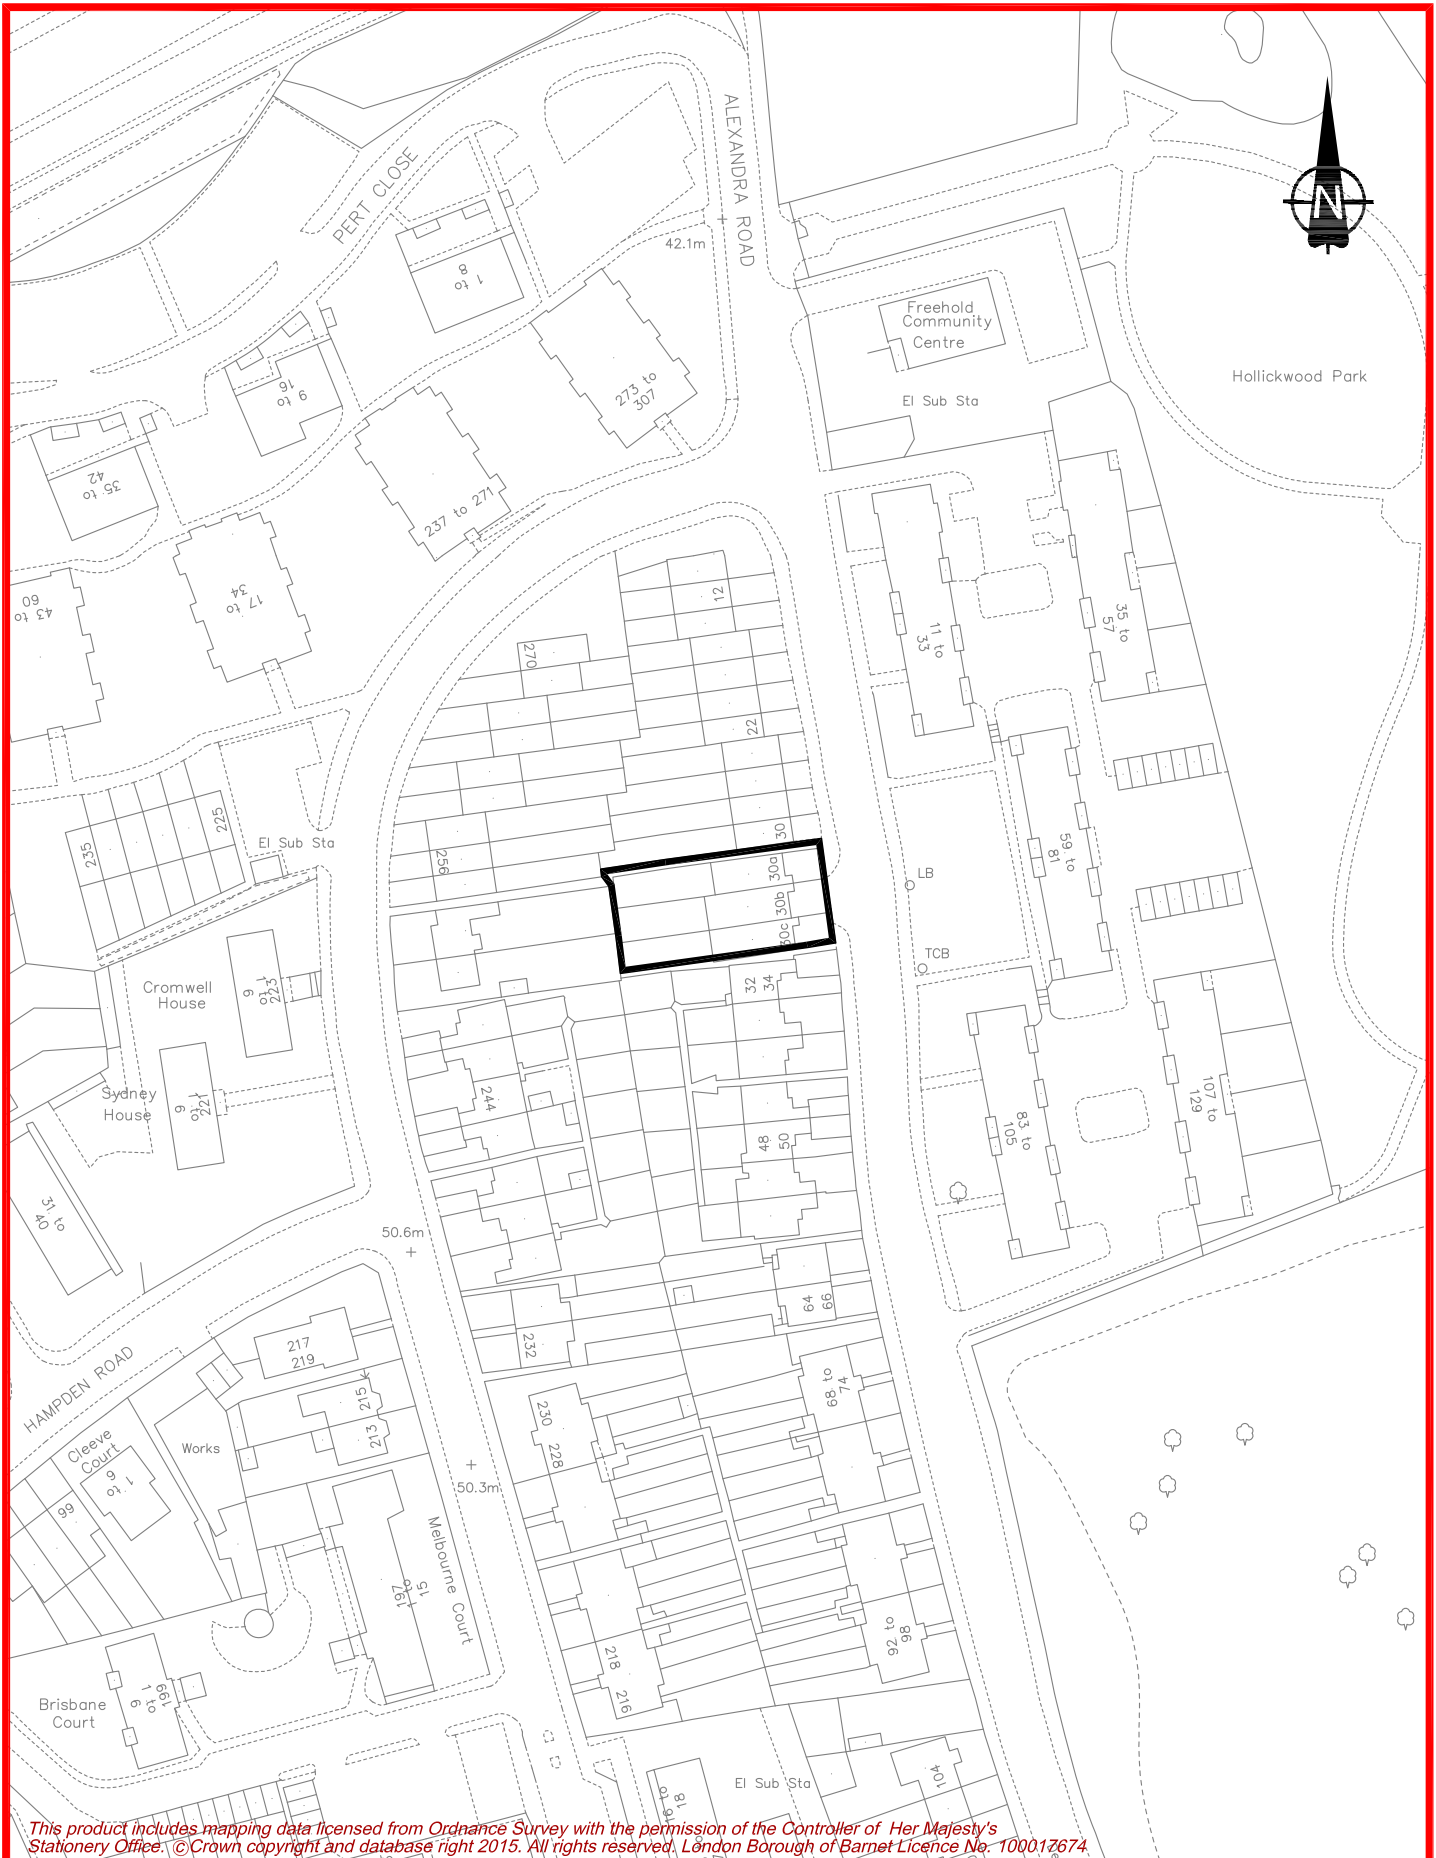 ALEXANDRA ROAD
PERT CLOSE
N
42.1m
1 to
8
Freehold
Community
Centre
Hollickwood Park
El Sub Sta
9 to
16
273 to
307
35 to
42
237 to 271
17 to
34
43 to
60
12
270
11 to
33
35 to
57
22
225
235
El Sub Sta
256
30
30a
30b
30c
59 to
81
LB
TCB
Cromwell
House
1 to
9
223
32
34
Sydney
House
1 to
9
221
244
48
50
83 to
105
107 to
129
31 to
40
50.6m
64
66
217
219
232
HAMPDEN ROAD
215
213
68 to
74
230
228
Cleeve
Court
1 to
6
Works
99
50.3m
Melbourne Court
197
1 to
15
92 to
98
218
216
Brisbane
Court
199
1 to
9
El Sub Sta
104
16 to
18
This product includes mapping data licensed from Ordnance Survey with the permission of the Controller of Her Majesty's
Stationery Office. ©Crown copyright and database right 2015. All rights reserved. London Borough of Barnet Licence No. 100017674